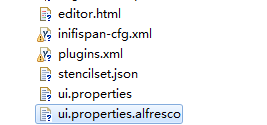 editor.html
inifispan-cfg.xml
plugins.xml
stencilset.json
ui.properties
ui.properties.alfresco